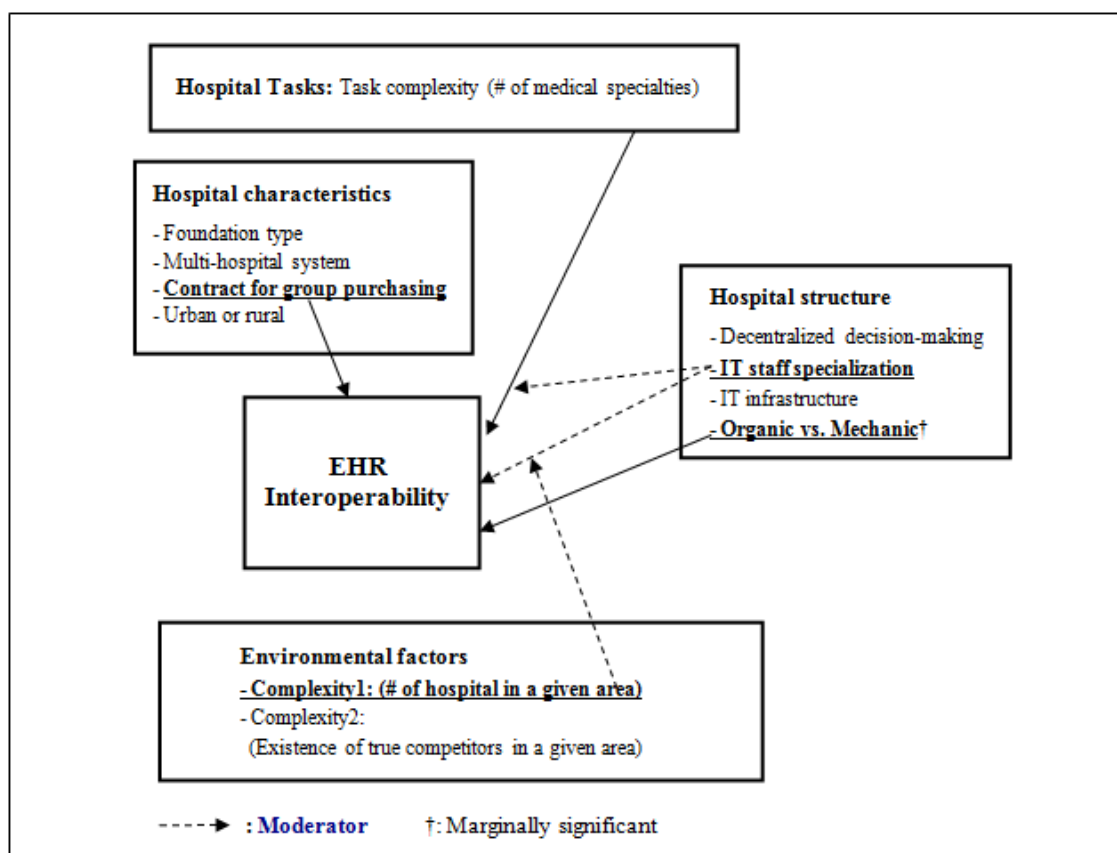 Hospital Tasks: Task complexity (# of medical specialties)
Hospital characteristics
- Foundation type
- Multi-hospital system
- Contract for group purchasing
- Urban or rural
Hospital structure
- Decentralized decision-making
- IT staff specialization
- IT infrastructure
- Organic vs. Mechanic†
EHR
Interoperability
Environmental factors
- Complexity1: (# of hospital in a given area)
- Complexity2:
(Existence of true competitors in a given area)
: Moderator †: Marginally significant